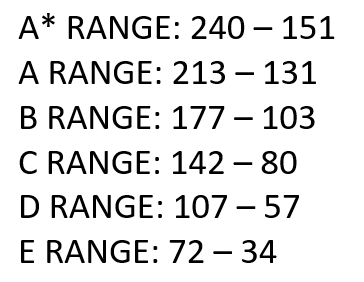 A* RANGE: 240 – 151
A RANGE: 213 – 131
B RANGE: 177 – 103
C RANGE: 142 – 80
D RANGE: 107 – 57
E RANGE: 72 – 34